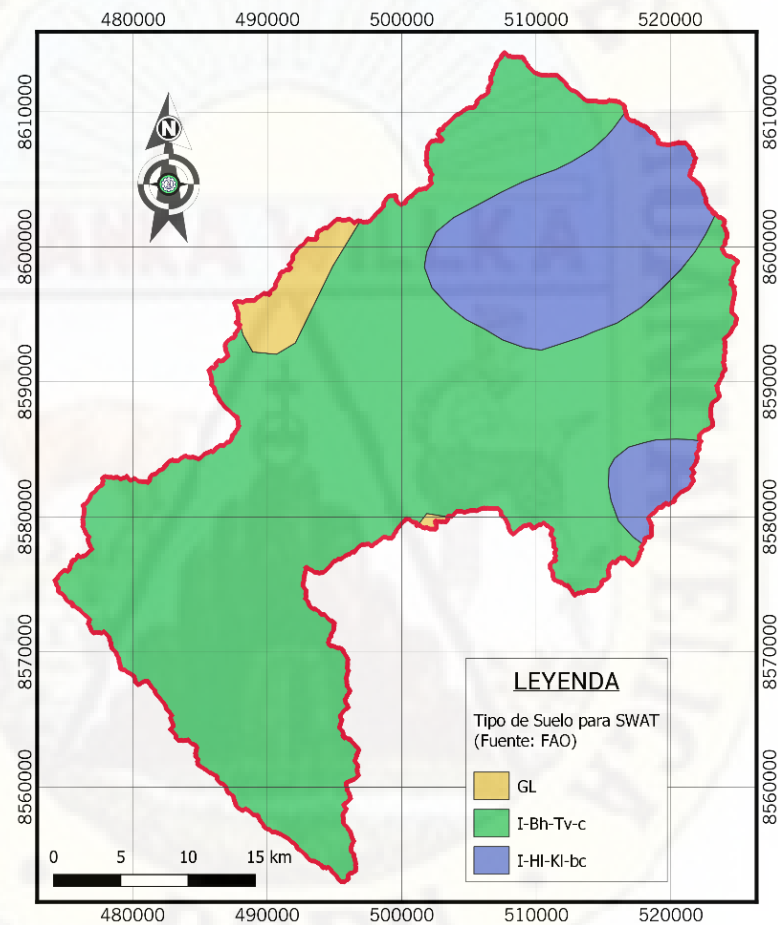 480000 490000 500000 510000 520000
8610000 8610000
N
8600000 8600000
8590000 8590000
8580000 8580000
8570000 8570000
LEYENDA
Tipo de Suelo para SWAT
(Fuente: FAO)
GL
8560000 8560000
I-Bh-Tv-c
0 5 10 15 km
I-Hl-Kl-bc
480000 490000 500000 510000 520000